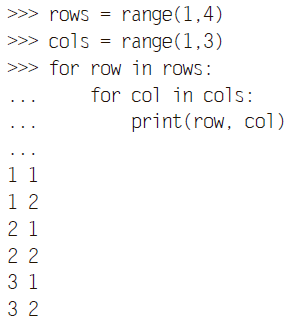 >>> rows = range(1,4)
>>> cols = range(1,3)
>>> for row in rows:
...     for col in cols:
...         print(row, col)
...
1 1
1 2
2 1
2 2
3 1
3 2